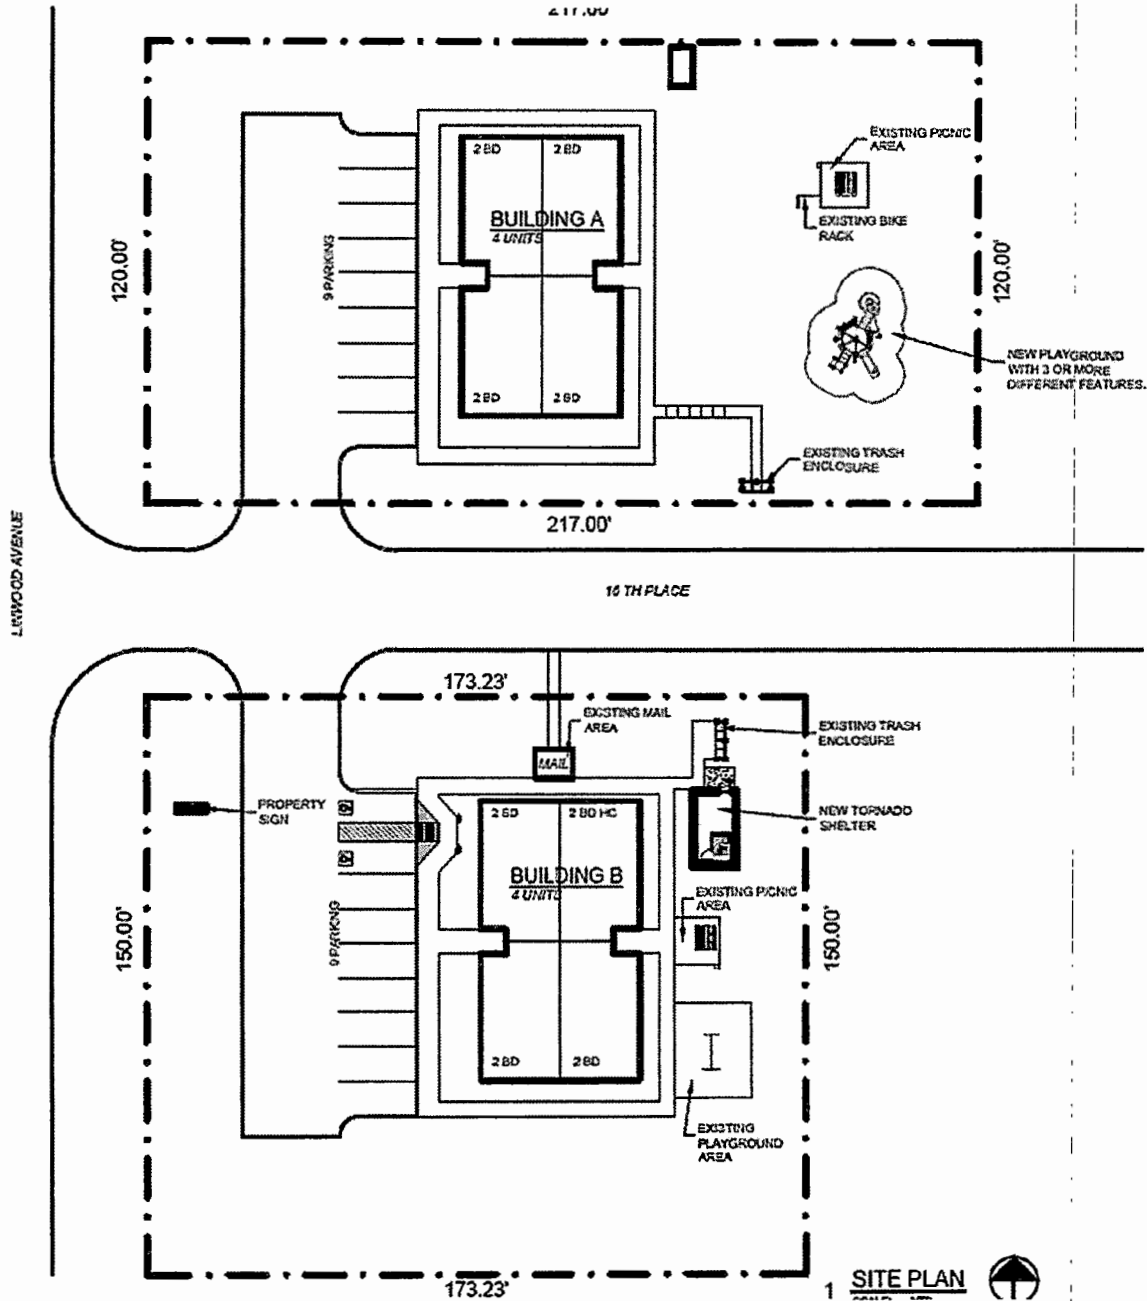 217.00'
EXISTING PICNIC
AREA
2 BD
2 BD
BUILDING A
4 UNITS
EXISTING BIKE
RACK
120.00'
9 PARKING
120.00'
NEW PLAYGROUND
WITH 3 OR MORE
DIFFERENT FEATURES.
2 BD
2 BD
EXISTING TRASH
ENCLOSURE
217.00'
LINWOOD AVENUE
16 TH PLACE
173.23'
EXISTING MAIL
AREA
EXISTING TRASH
ENCLOSURE
MAIL
PROPERTY
SIGN
2 BD
2 BD HC
NEW TORNADO
SHELTER
BUILDING B
4 UNITS
EXISTING PICNIC
AREA
150.00'
9 PARKING
150.00'
2 BD
2 BD
EXISTING
PLAYGROUND
AREA
173.23'
1 SITE PLAN